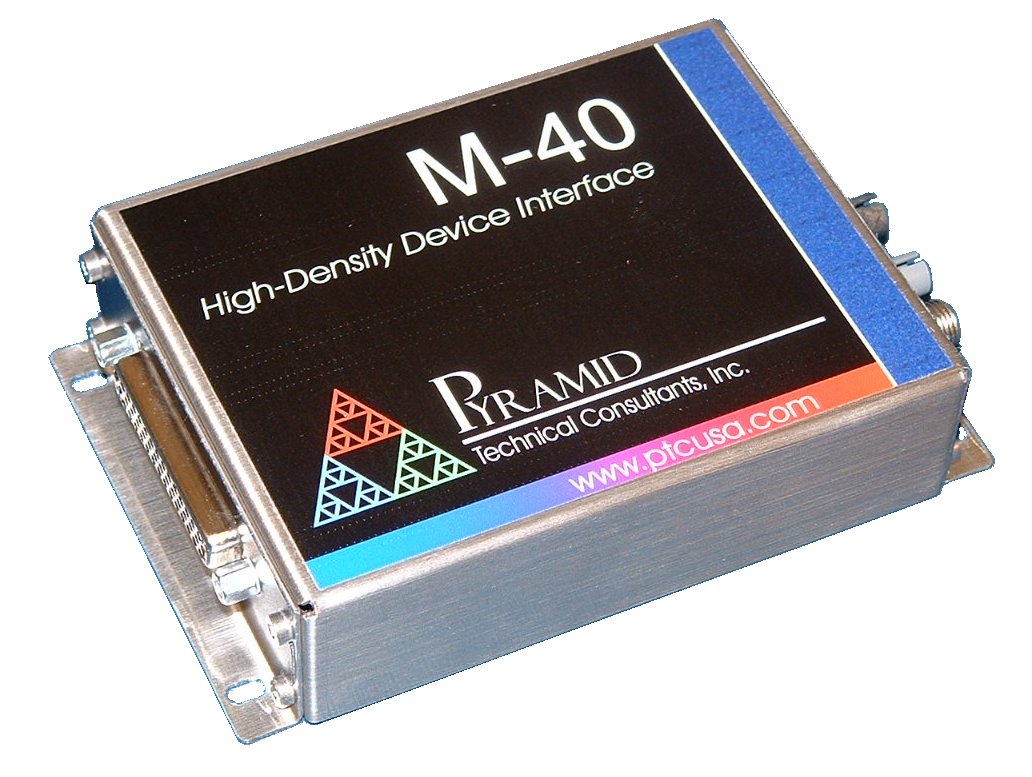 M-40
High-Density Device Interface
PYRAMID
Technical Consultants, Inc.
www.ptcusa.com